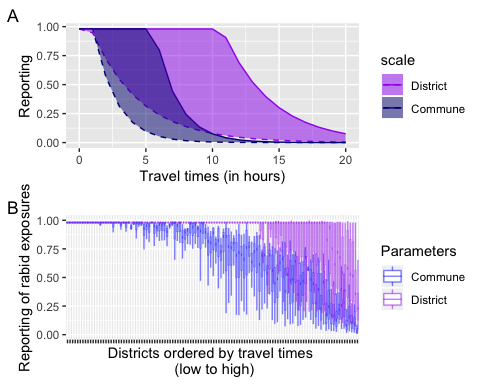 A
1.00
0.75
0.50
0.25
0.00
Reporting
0
5
10
15
20
Travel times (in hours)
scale
District
Commune
B
1.00
0.75
0.50
0.25
0.00
Reporting of rabid exposures
Districts ordered by travel times
(low to high)
Parameters
Commune
District